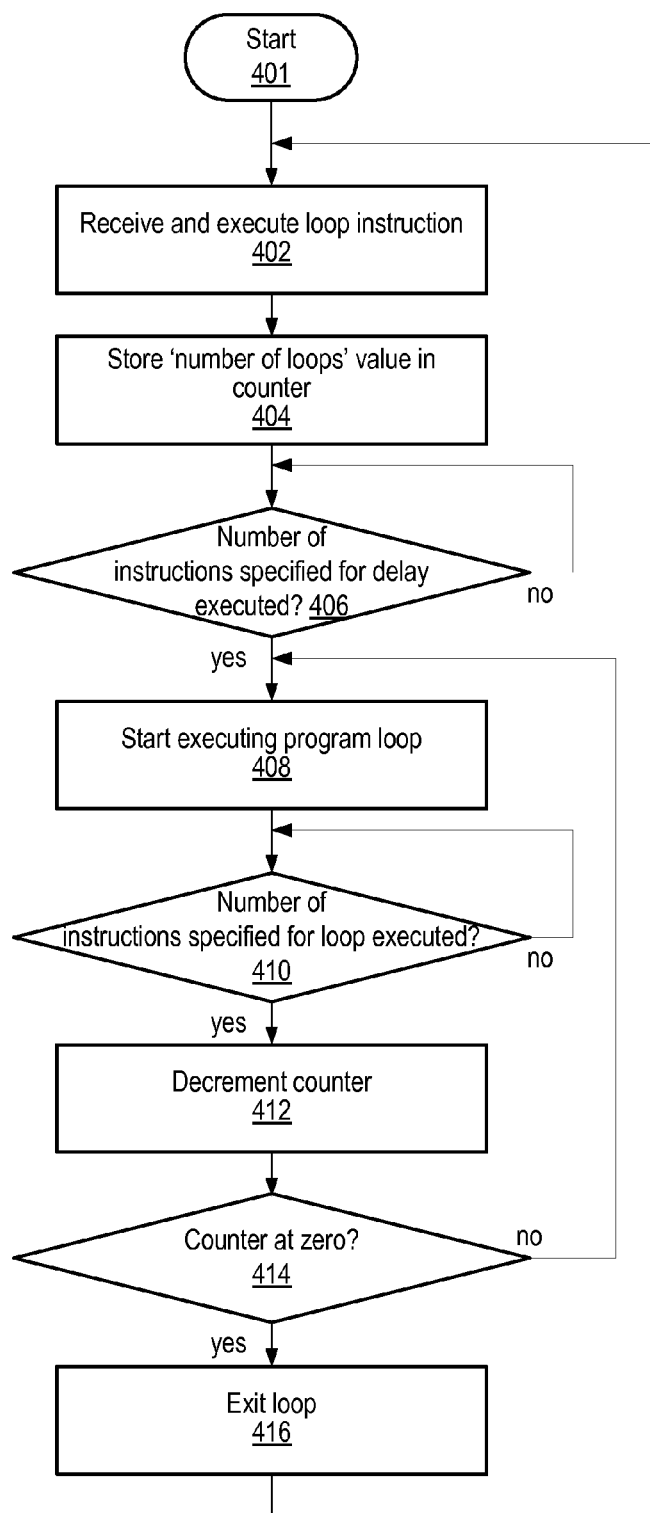 Start
401
Receive and execute loop instruction
402
Store ‘number of loops’ value in
counter
404
Number of
instructions specified for delay
executed? 406
no
yes
Start executing program loop
408
Number of
instructions specified for loop executed?
410
no
yes
Decrement counter
412
Counter at zero?
414
no
yes
Exit loop
416